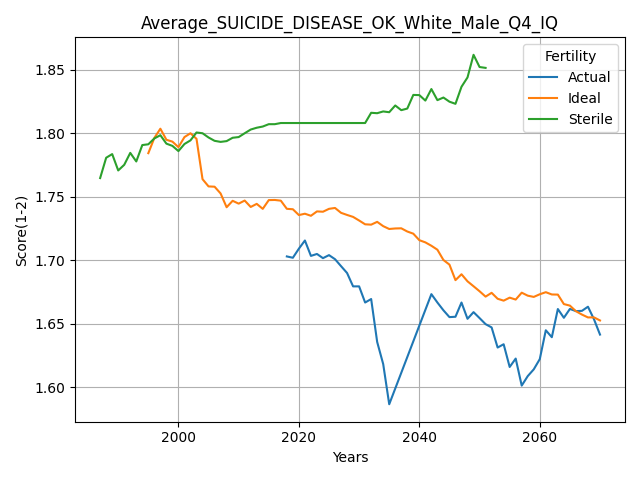 Average_SUICIDE_DISEASE_OK_White_Male_Q4_IQ
Fertility
Actual
Ideal
Sterile
Score(1-2)
1.85
1.80
1.75
1.70
1.65
1.60
2000
2020
2040
2060
Years